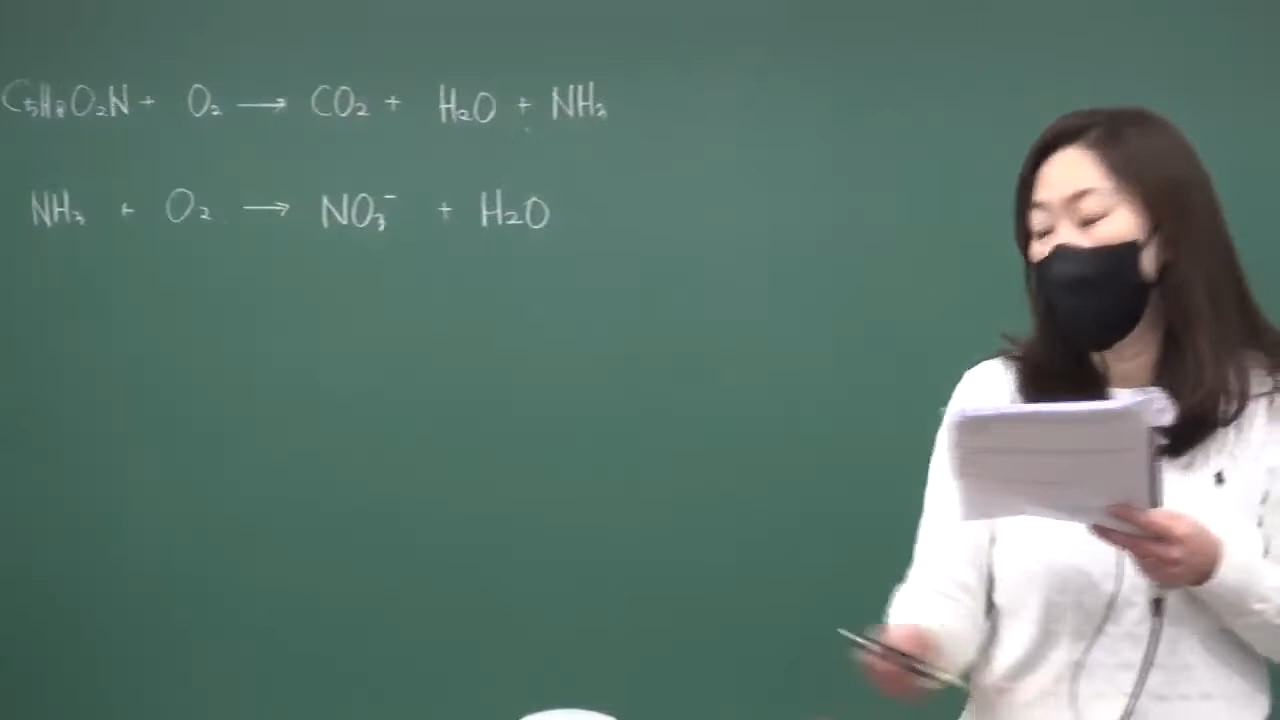 C₅H₈O₂N + O₂ → CO₂ + H₂O + NH₃
NH₃ + O₂ → NO₃⁻ + H₂O